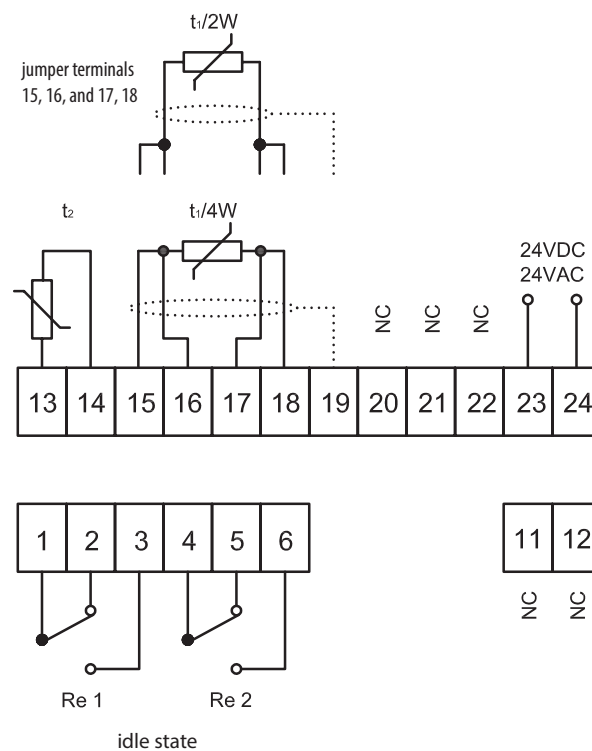 t₁/2W
jumper terminals
15, 16, and 17, 18
t₂
t₁/4W
24VDC
24VAC
NC NC NC
13 14 15 16 17 18 19 20 21 22 23 24
1 2 3 4 5 6 11 12
NC NC
Re 1 Re 2
idle state